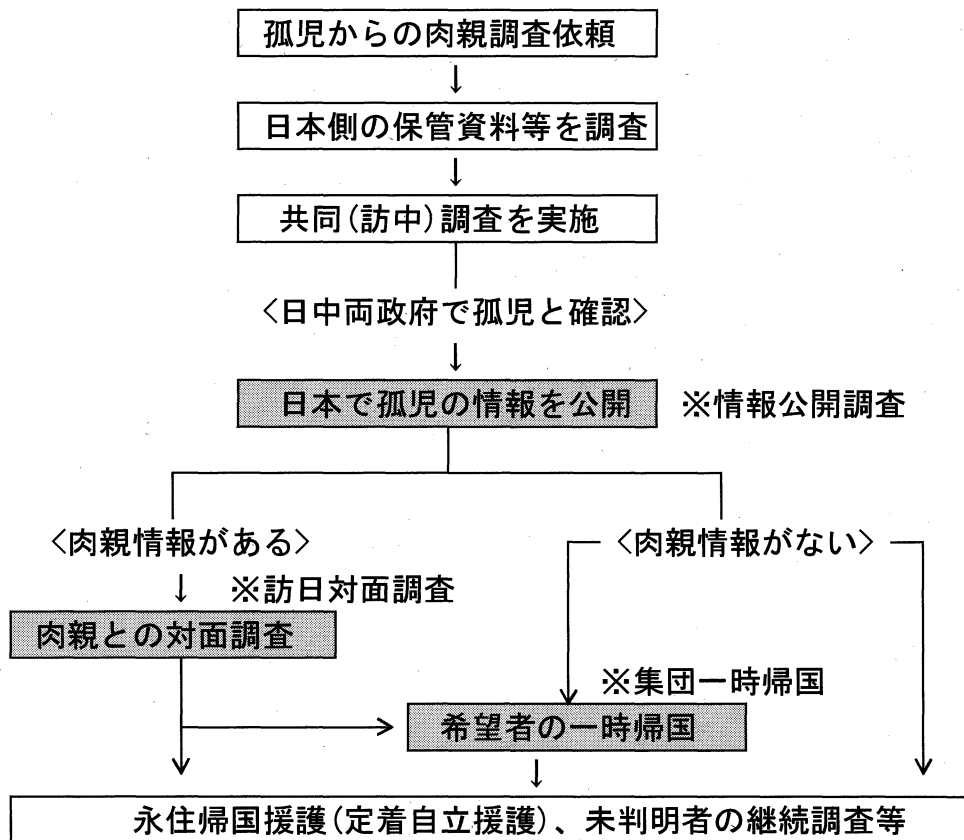 孤児からの肉親調査依頼
↓
日本側の保管資料等を調査
↓
共同(訪中)調査を実施
<日中両政府で孤児と確認>
↓
日本で孤児の情報を公開 ※情報公開調査
<肉親情報がある> <肉親情報がない>
↓ ※訪日対面調査
肉親との対面調査
※集団一時帰国
希望者の一時帰国
↓
永住帰国援護(定着自立援護)、未判明者の継続調査等